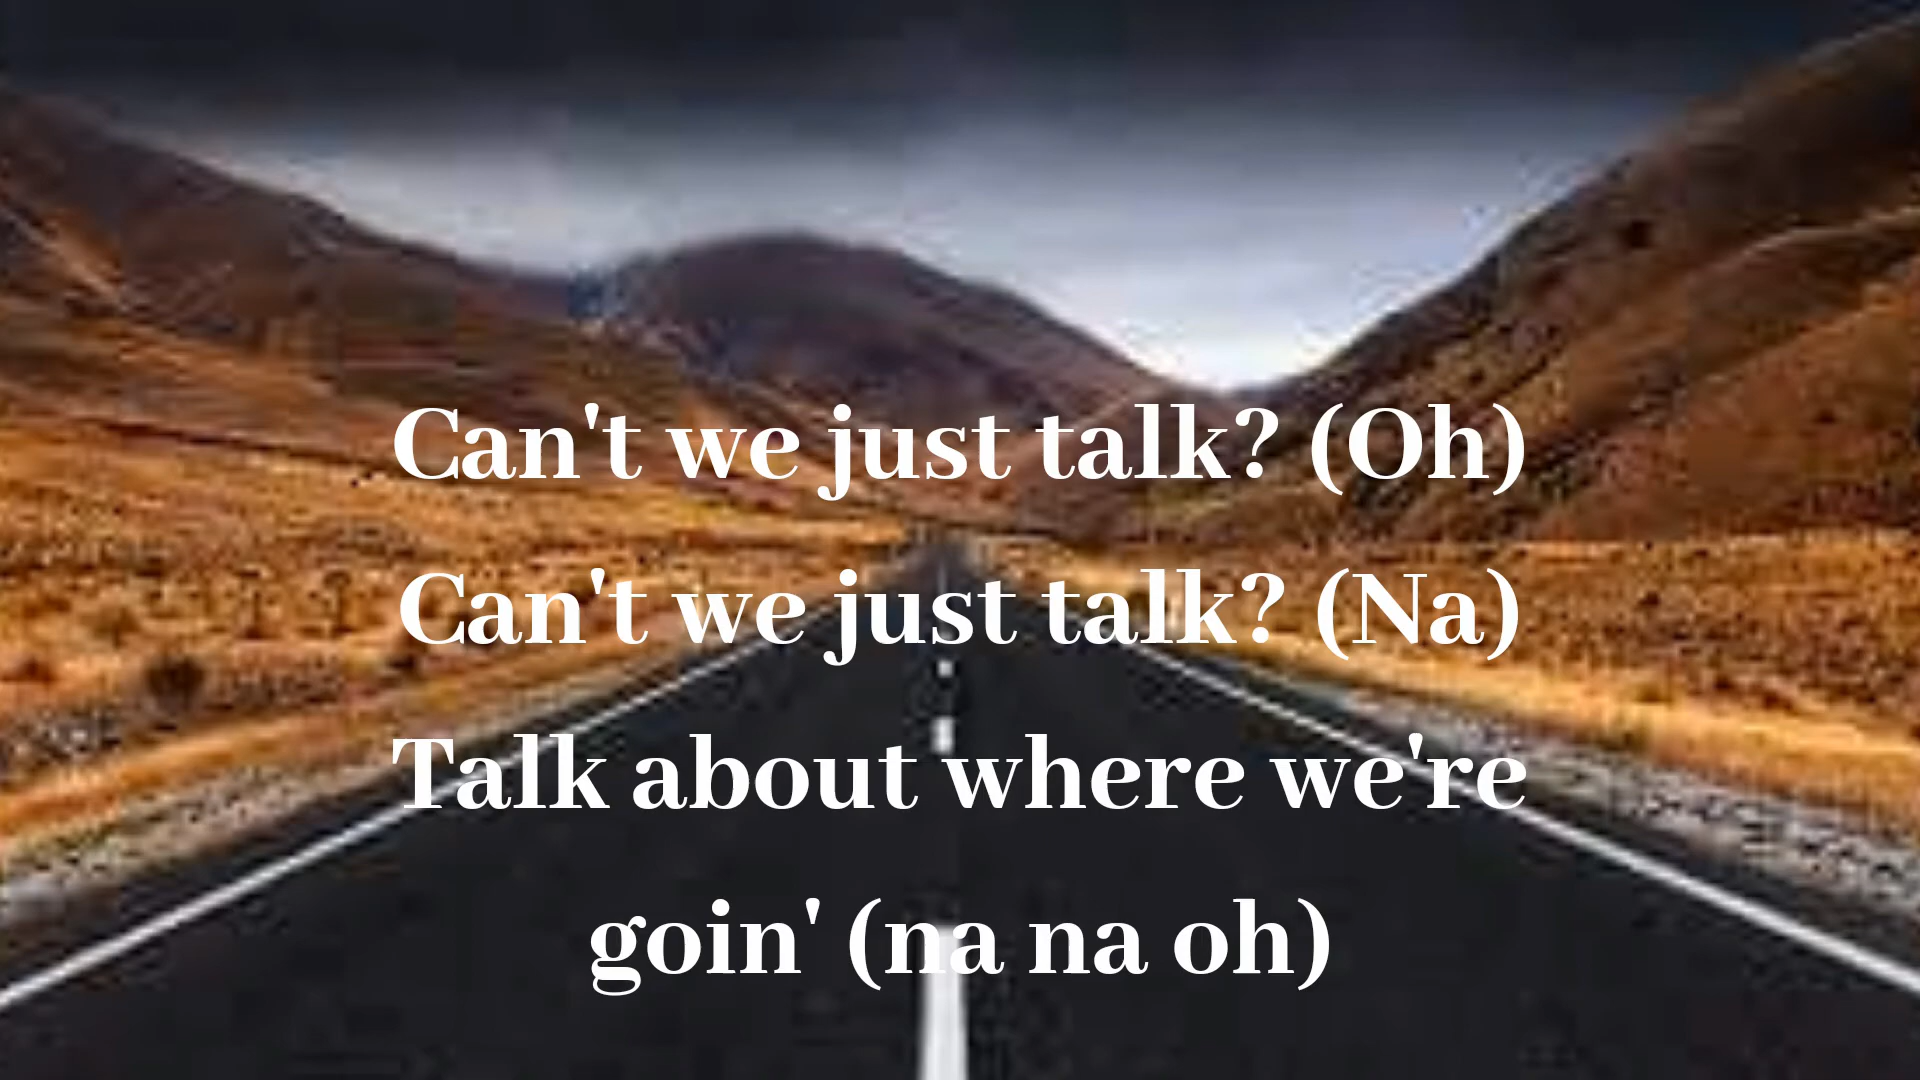 Can't we just talk? (Oh)
Can't we just talk? (Na)
Talk about where we're
goin' (na na oh)